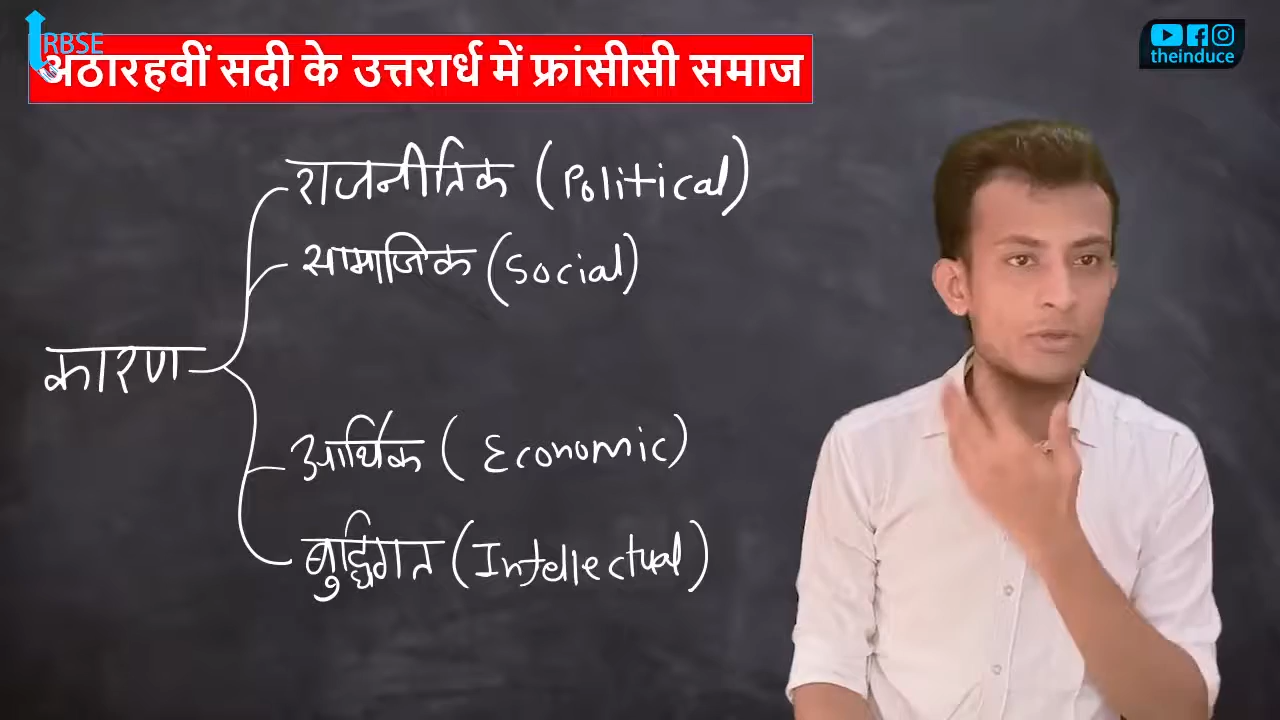 RBSE
अठारहवीं सदी के उत्तरार्ध में फ्रांसीसी समाज
theinduce
राजनीतिक (Political)
सामाजिक (Social)
कारण
आर्थिक (Economic)
बुद्धिगत (Intellectual)